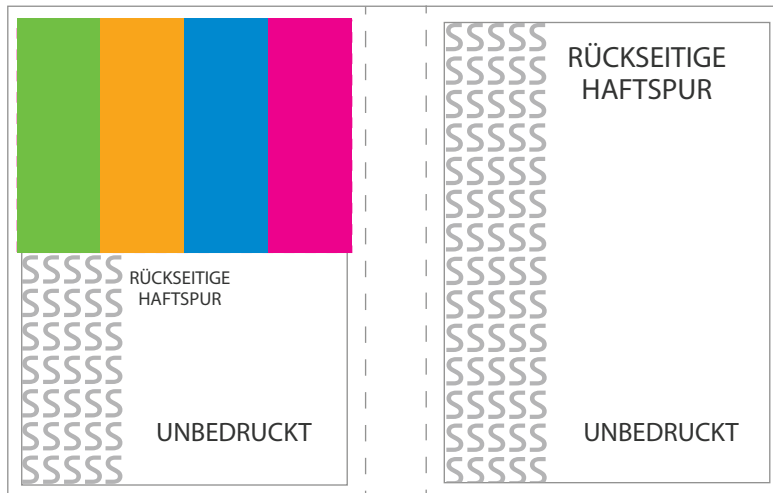 RÜCKSEITIGE
HAFTSPUR
UNBEDRUCKT
RÜCKSEITIGE
HAFTSPUR
UNBEDRUCKT